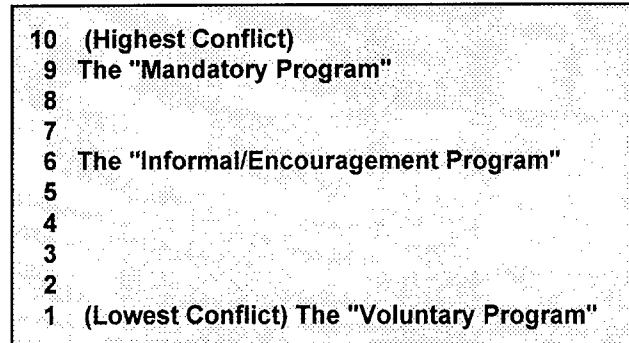 10 (Highest Conflict)
9 The "Mandatory Program"
8
7
6 The "Informal/Encouragement Program"
5
4
3
2
1 (Lowest Conflict) The "Voluntary Program"